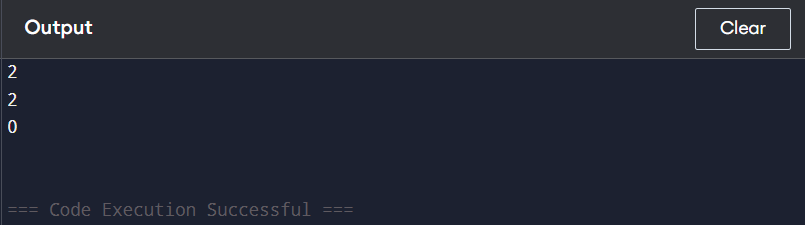 Output
Clear
2
2
0
=== Code Execution Successful ===